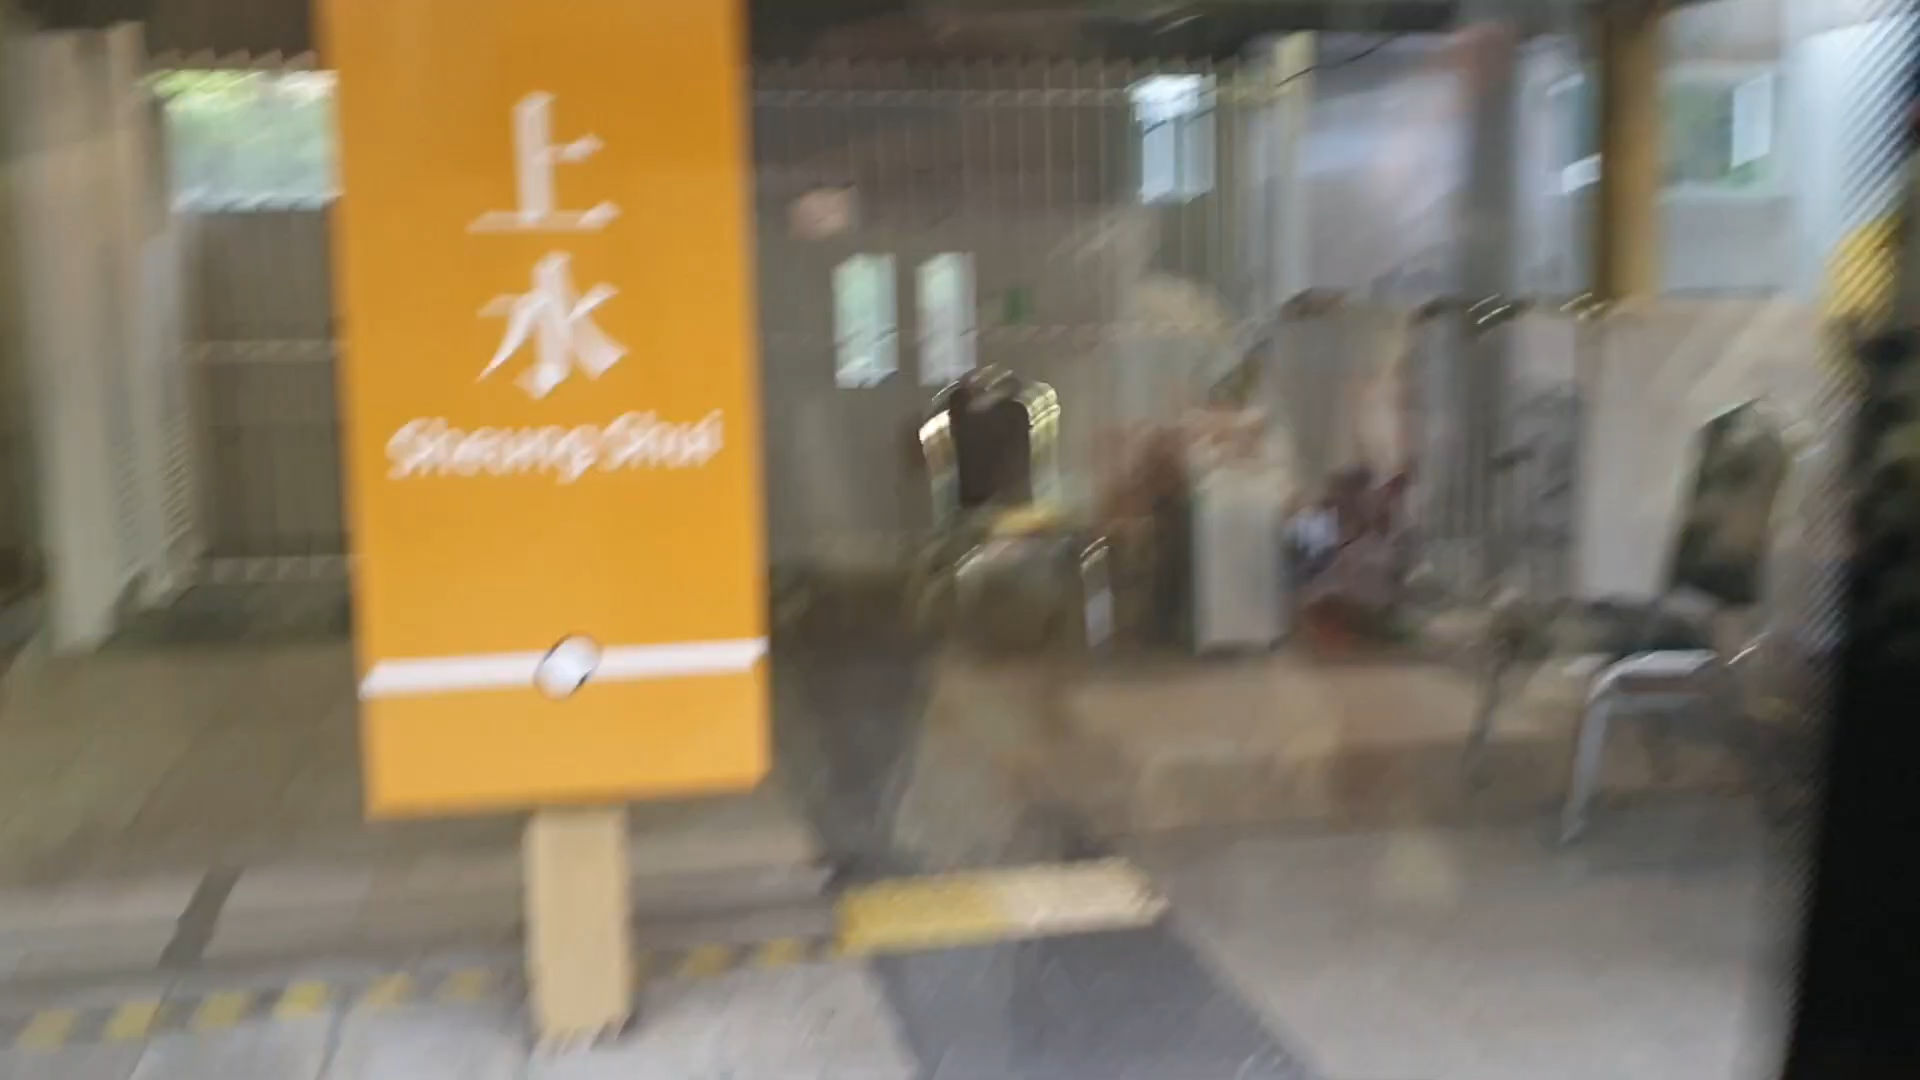 上
水
Sheung Shui